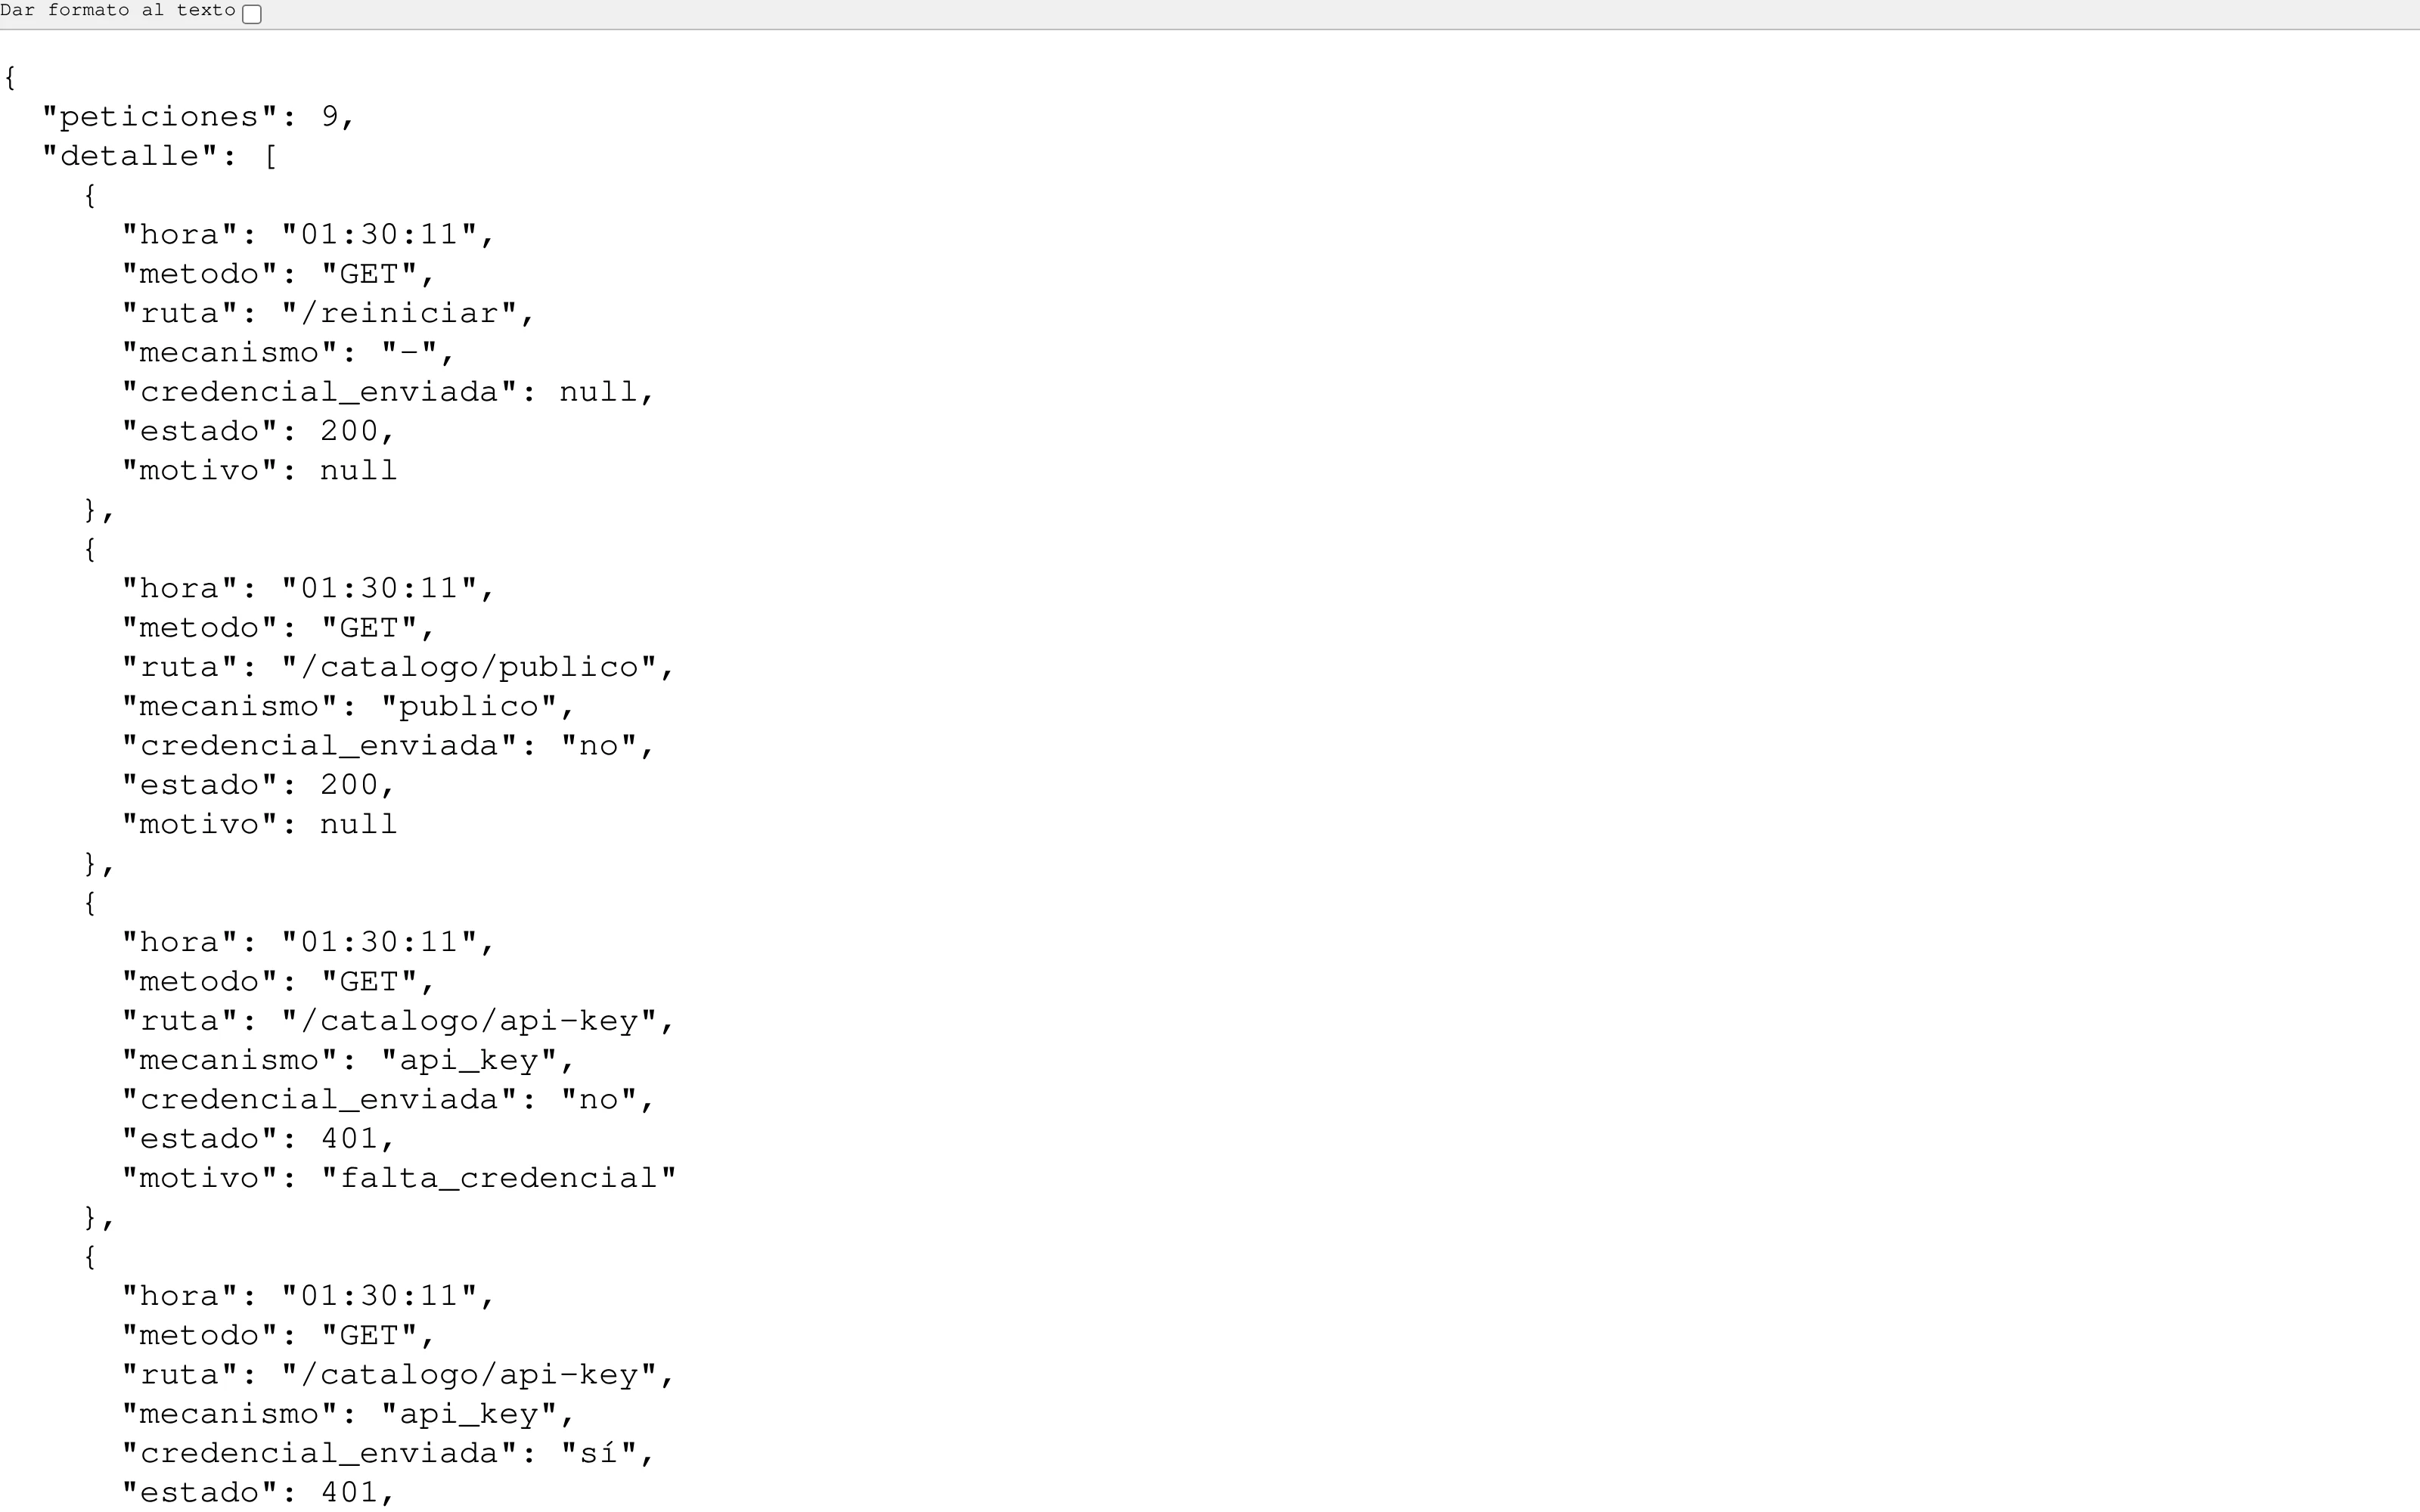 Dar formato al texto
{
  "peticiones": 9,
  "detalle": [
    {
      "hora": "01:30:11",
      "metodo": "GET",
      "ruta": "/reiniciar",
      "mecanismo": "-",
      "credencial_enviada": null,
      "estado": 200,
      "motivo": null
    },
    {
      "hora": "01:30:11",
      "metodo": "GET",
      "ruta": "/catalogo/publico",
      "mecanismo": "publico",
      "credencial_enviada": "no",
      "estado": 200,
      "motivo": null
    },
    {
      "hora": "01:30:11",
      "metodo": "GET",
      "ruta": "/catalogo/api-key",
      "mecanismo": "api_key",
      "credencial_enviada": "no",
      "estado": 401,
      "motivo": "falta_credencial"
    },
    {
      "hora": "01:30:11",
      "metodo": "GET",
      "ruta": "/catalogo/api-key",
      "mecanismo": "api_key",
      "credencial_enviada": "sí",
      "estado": 401,